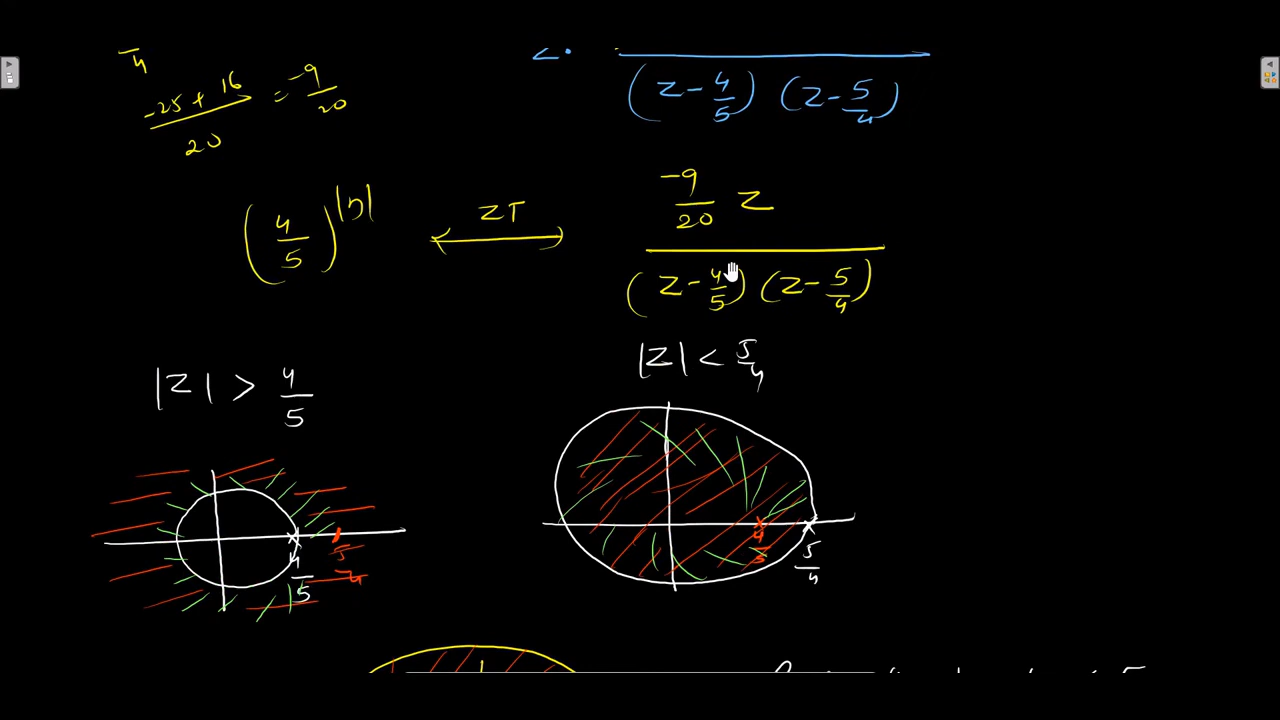 4
-25 + 16 / 20 = -9/20
(z - 4/5) (z - 5/4)
(4/5)^|n| ⟷ ZT -9/20 z / (z - 4/5) (z - 5/4)
|z| > 4/5
|z| < 5/4
4/5
5/4
4/5
5/4